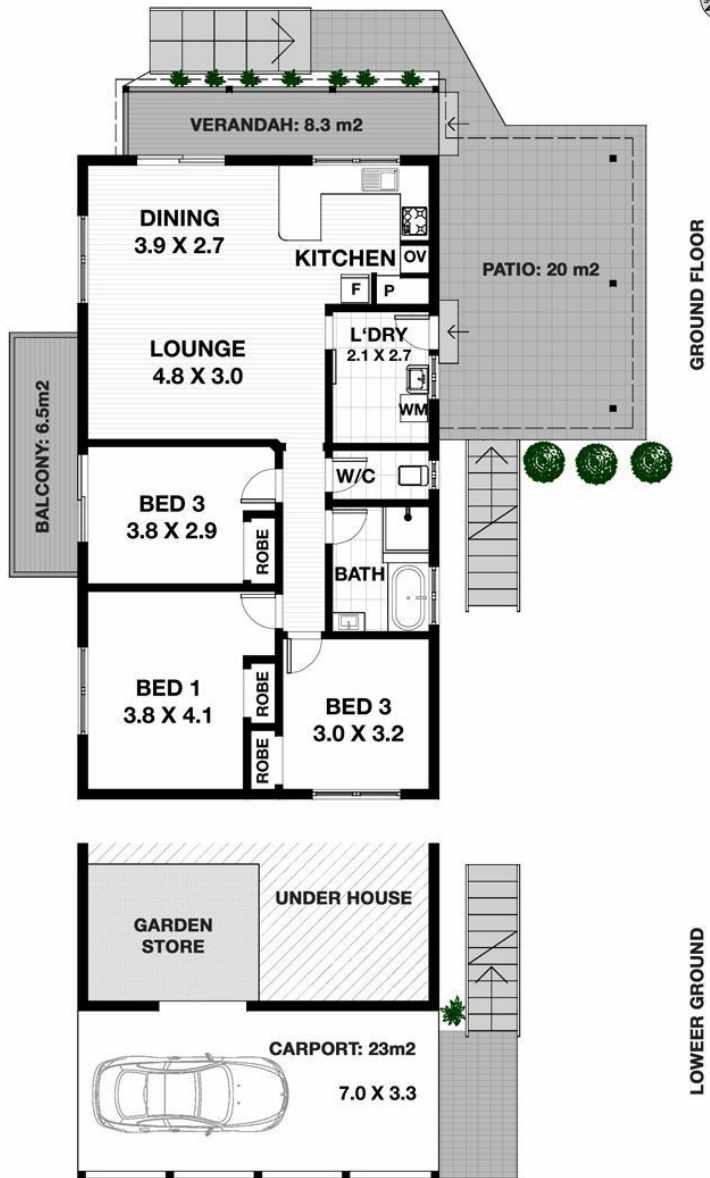 VERANDAH: 8.3 m2
DINING
3.9 X 2.7
KITCHEN
OV
F
P
PATIO: 20 m2
GROUND FLOOR
L'DRY
2.1 X 2.7
WM
LOUNGE
4.8 X 3.0
BALCONY: 6.5m2
W/C
BED 3
3.8 X 2.9
ROBE
BATH
BED 1
3.8 X 4.1
ROBE
ROBE
BED 3
3.0 X 3.2
UNDER HOUSE
GARDEN
STORE
LOWEER GROUND
CARPORT: 23m2
7.0 X 3.3